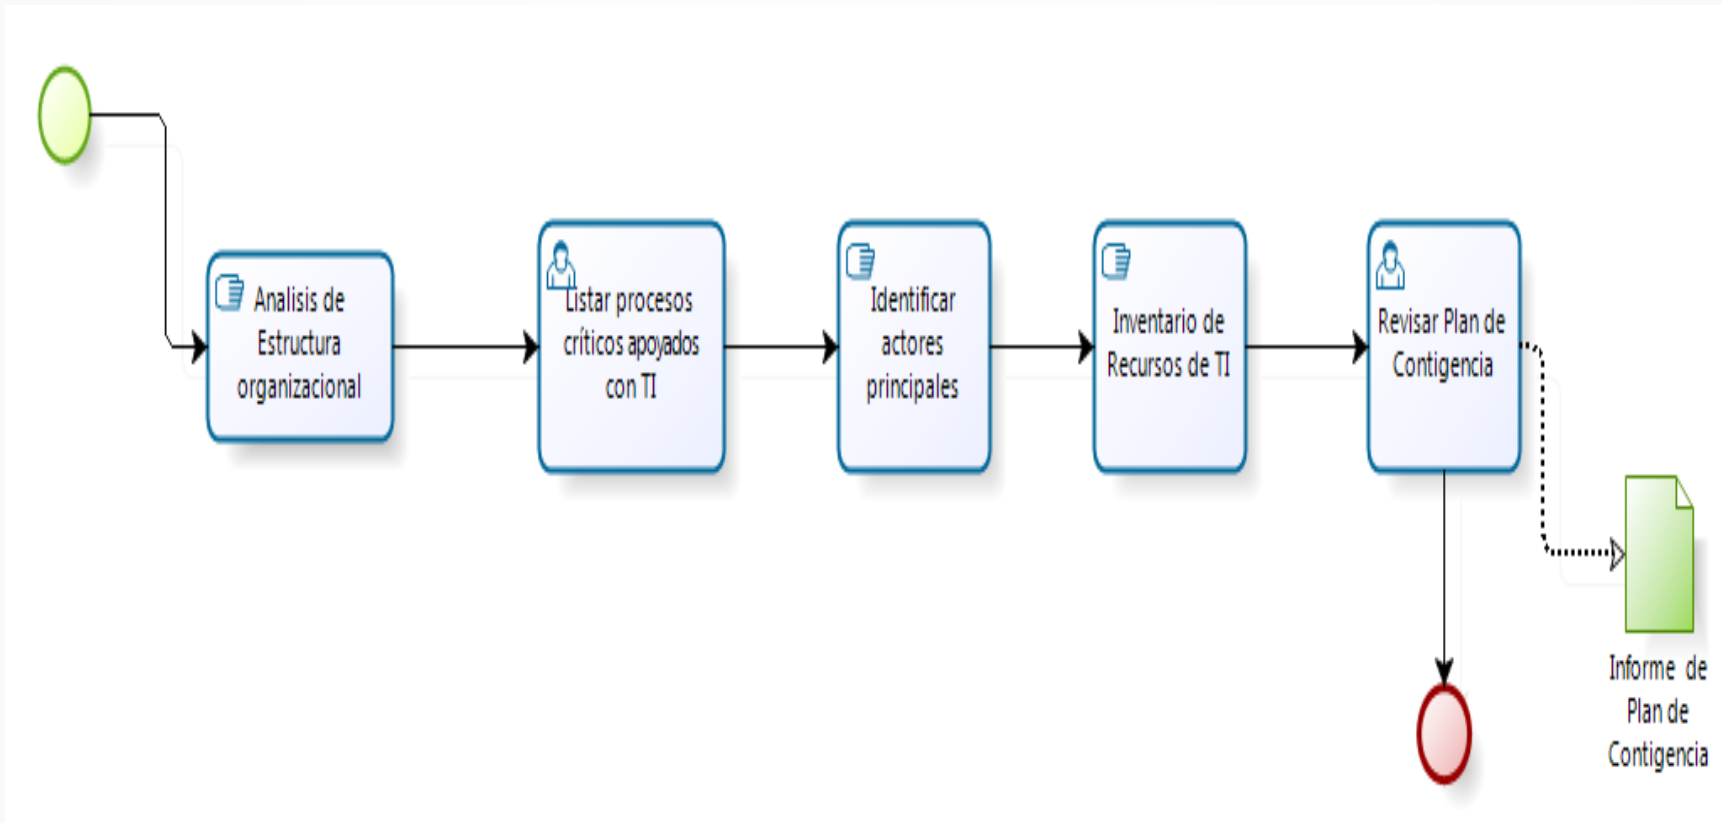 Analisis de
Estructura
organizacional
Listar procesos
críticos apoyados
con TI
Identificar
actores
principales
Inventario de
Recursos de TI
Revisar Plan de
Contigencia
Informe de
Plan de
Contigencia